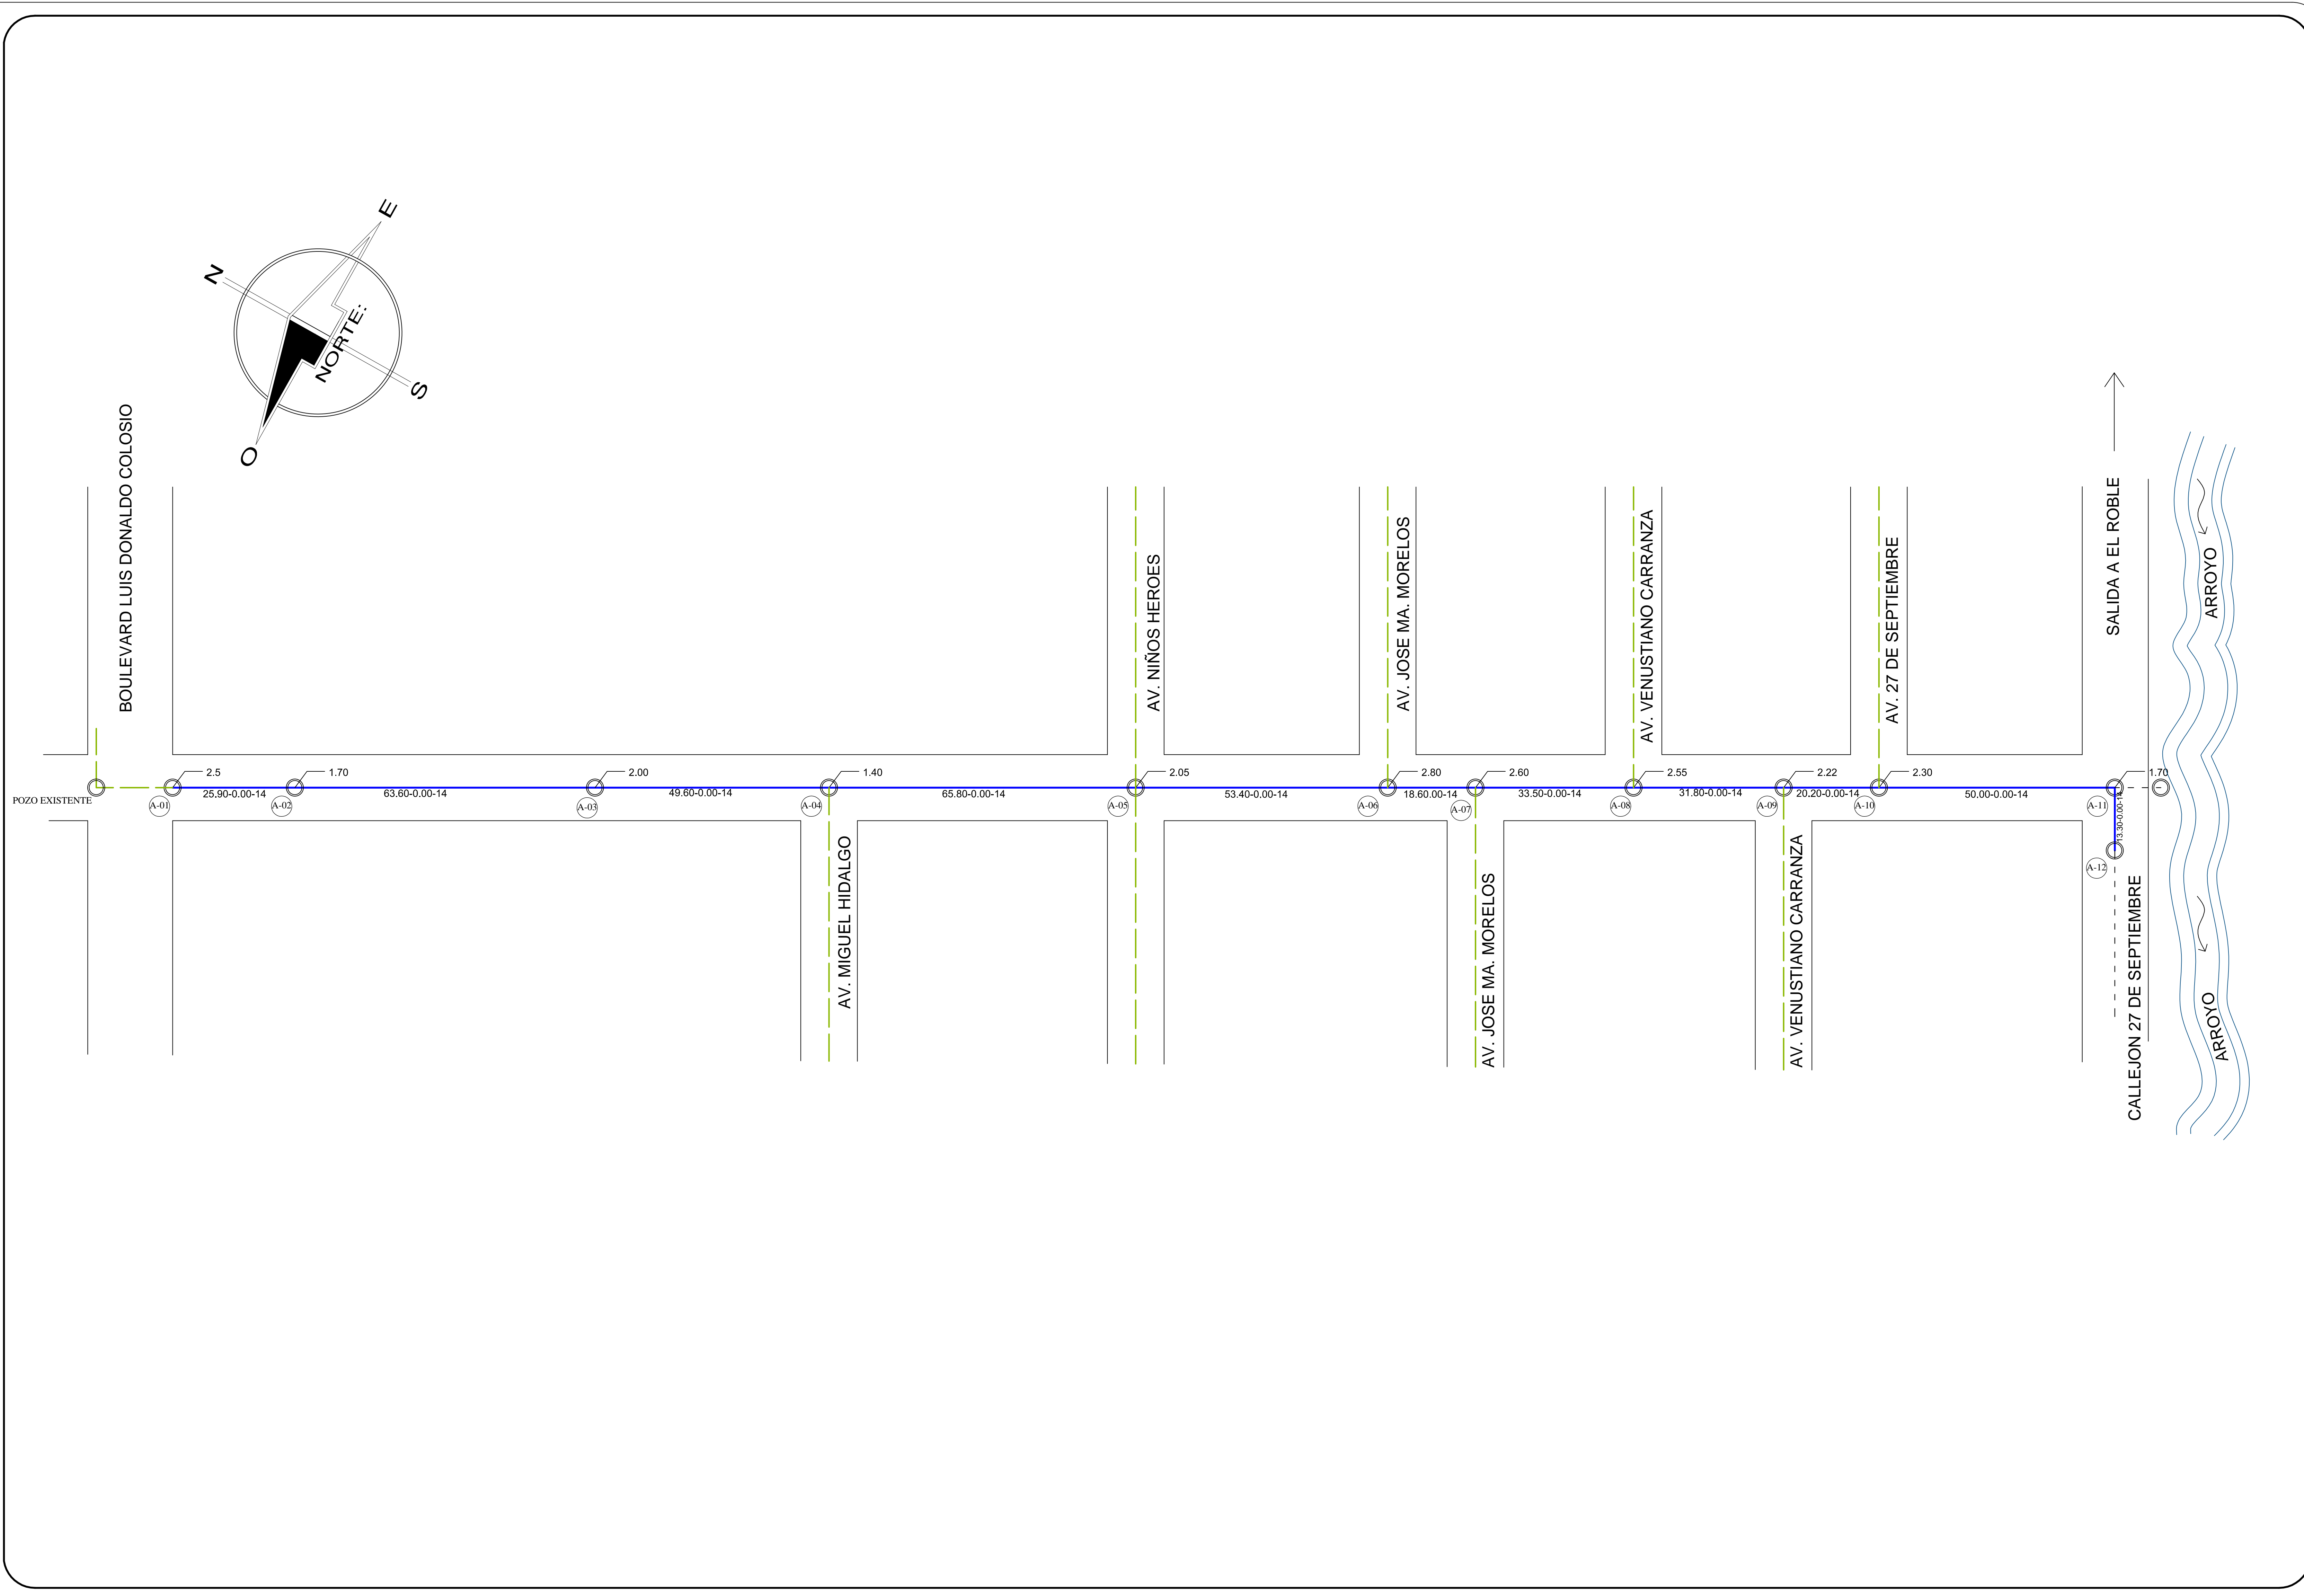 E
N
NORTE:
S
O
BOULEVARD LUIS DONALDO COLOSIO
AV. NIÑOS HEROES
AV. JOSE MA. MORELOS
AV. VENUSTIANO CARRANZA
AV. 27 DE SEPTIEMBRE
SALIDA A EL ROBLE
ARROYO
2.5
1.70
2.00
1.40
2.05
2.80
2.60
2.55
2.22
2.30
1.70
25.90-0.00-14
63.60-0.00-14
49.60-0.00-14
65.80-0.00-14
53.40-0.00-14
18.60.00-14
33.50-0.00-14
31.80-0.00-14
20.20-0.00-14
50.00-0.00-14
13.30-0.00-14
POZO EXISTENTE
A-01
A-02
A-03
A-04
A-05
A-06
A-07
A-08
A-09
A-10
A-11
A-12
AV. MIGUEL HIDALGO
AV. JOSE MA. MORELOS
AV. VENUSTIANO CARRANZA
CALLEJON 27 DE SEPTIEMBRE
ARROYO